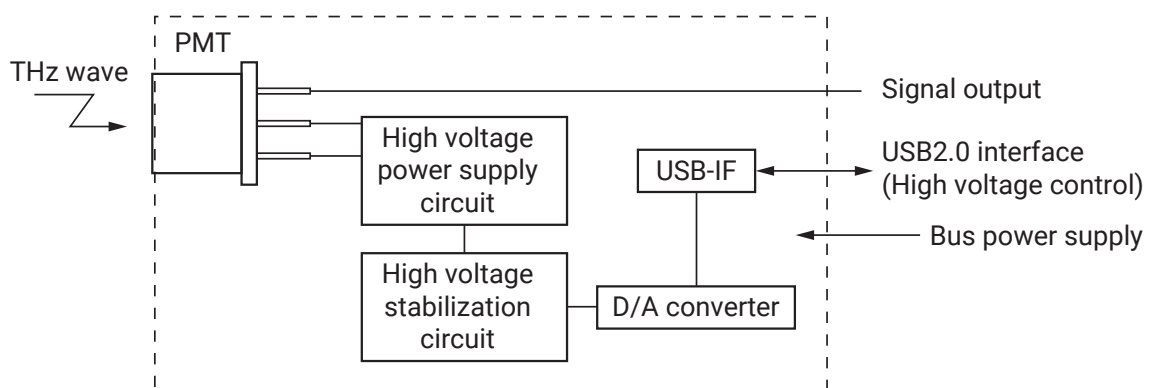 PMT
THz wave
Signal output
High voltage
power supply
circuit
USB-IF
USB2.0 interface
(High voltage control)
Bus power supply
High voltage
stabilization
circuit
D/A converter